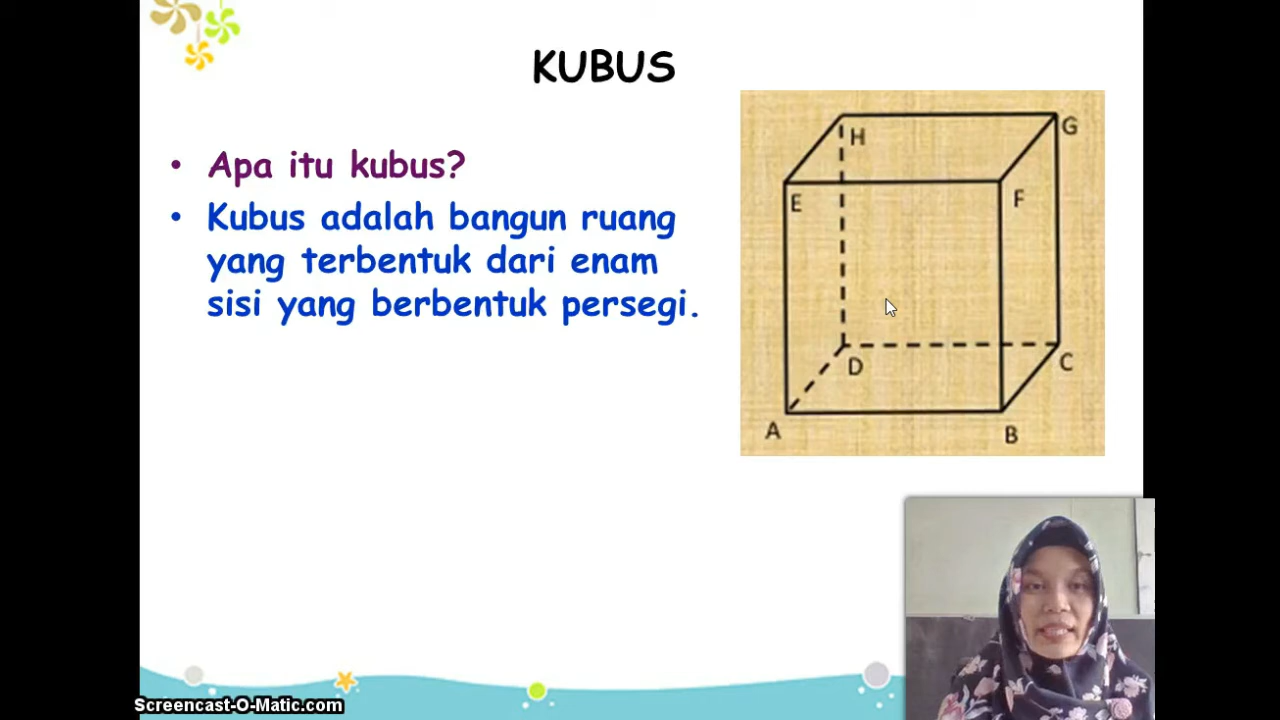 KUBUS
• Apa itu kubus?
• Kubus adalah bangun ruang
yang terbentuk dari enam
sisi yang berbentuk persegi.
H
G
E
F
D
C
A
B
Screencast-O-Matic.com